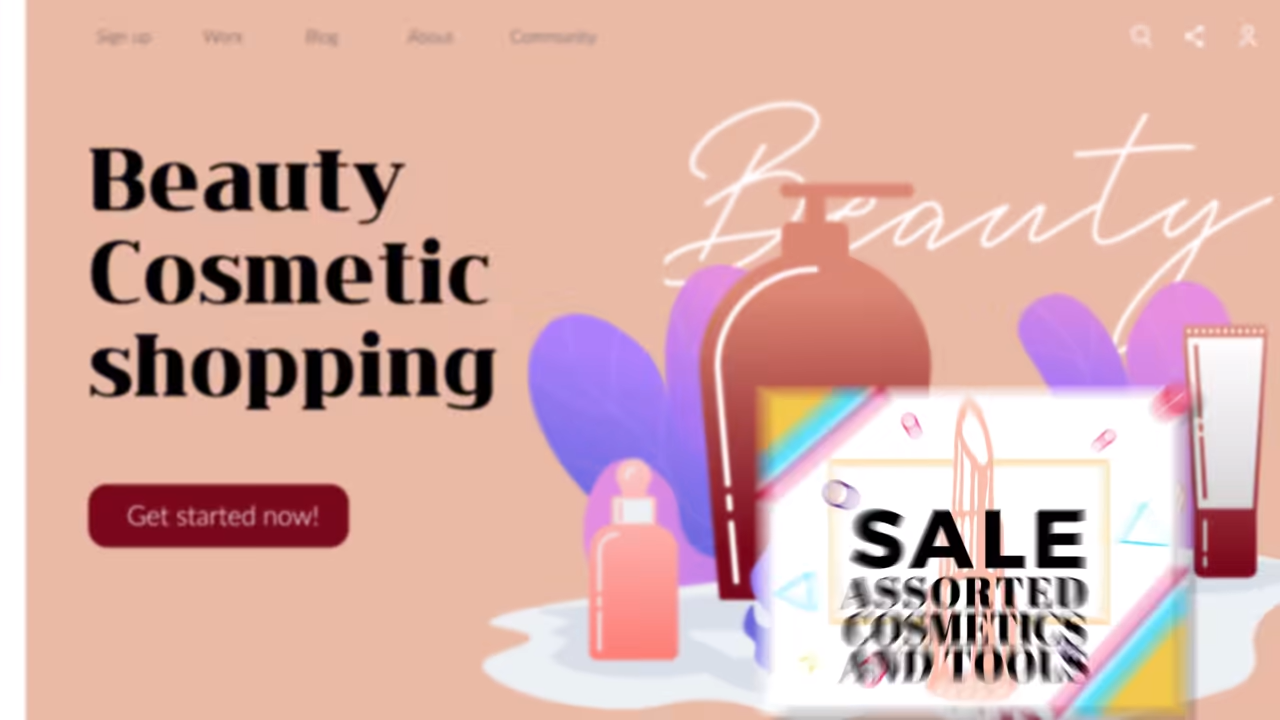 Sign up Work Blog About Community
Beauty
Beauty
Cosmetic
shopping
Get started now!
SALE
ASSORTED
COSMETICS
AND TOOLS